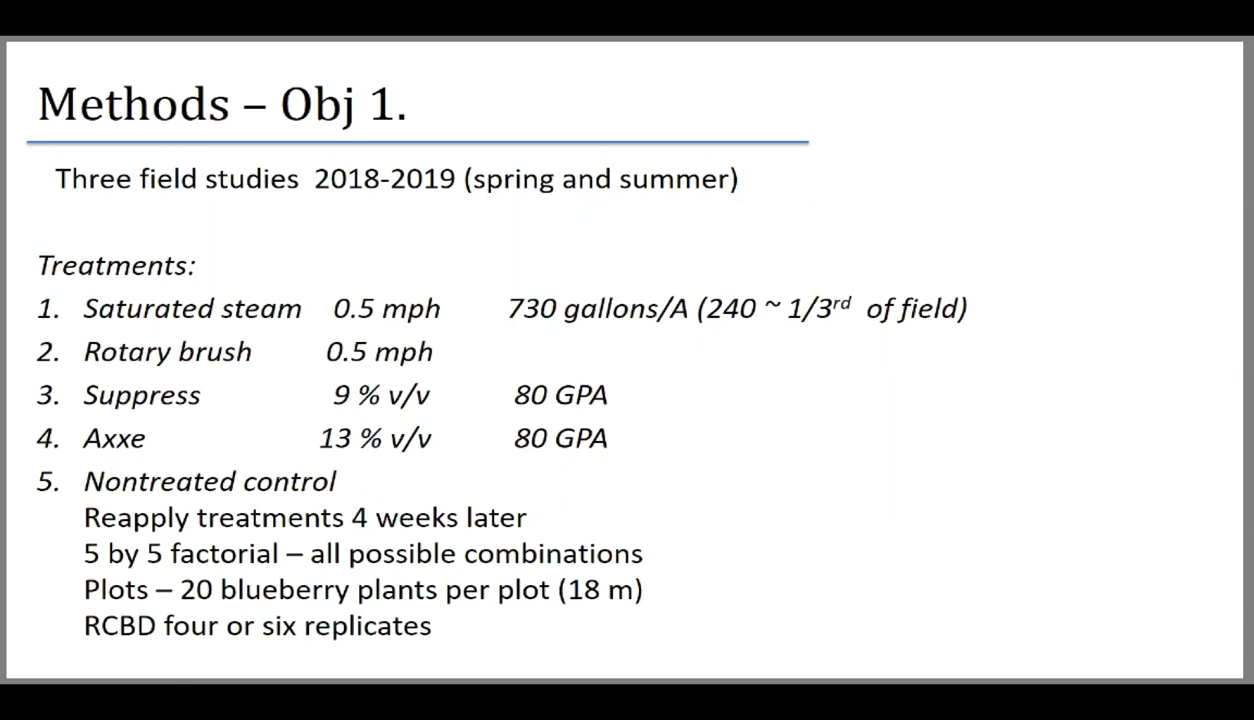 Methods – Obj 1.
Three field studies 2018-2019 (spring and summer)
Treatments:
1. Saturated steam 0.5 mph 730 gallons/A (240 ~ 1/3rd of field)
2. Rotary brush 0.5 mph
3. Suppress 9 % v/v 80 GPA
4. Axxe 13 % v/v 80 GPA
5. Nontreated control
Reapply treatments 4 weeks later
5 by 5 factorial – all possible combinations
Plots – 20 blueberry plants per plot (18 m)
RCBD four or six replicates